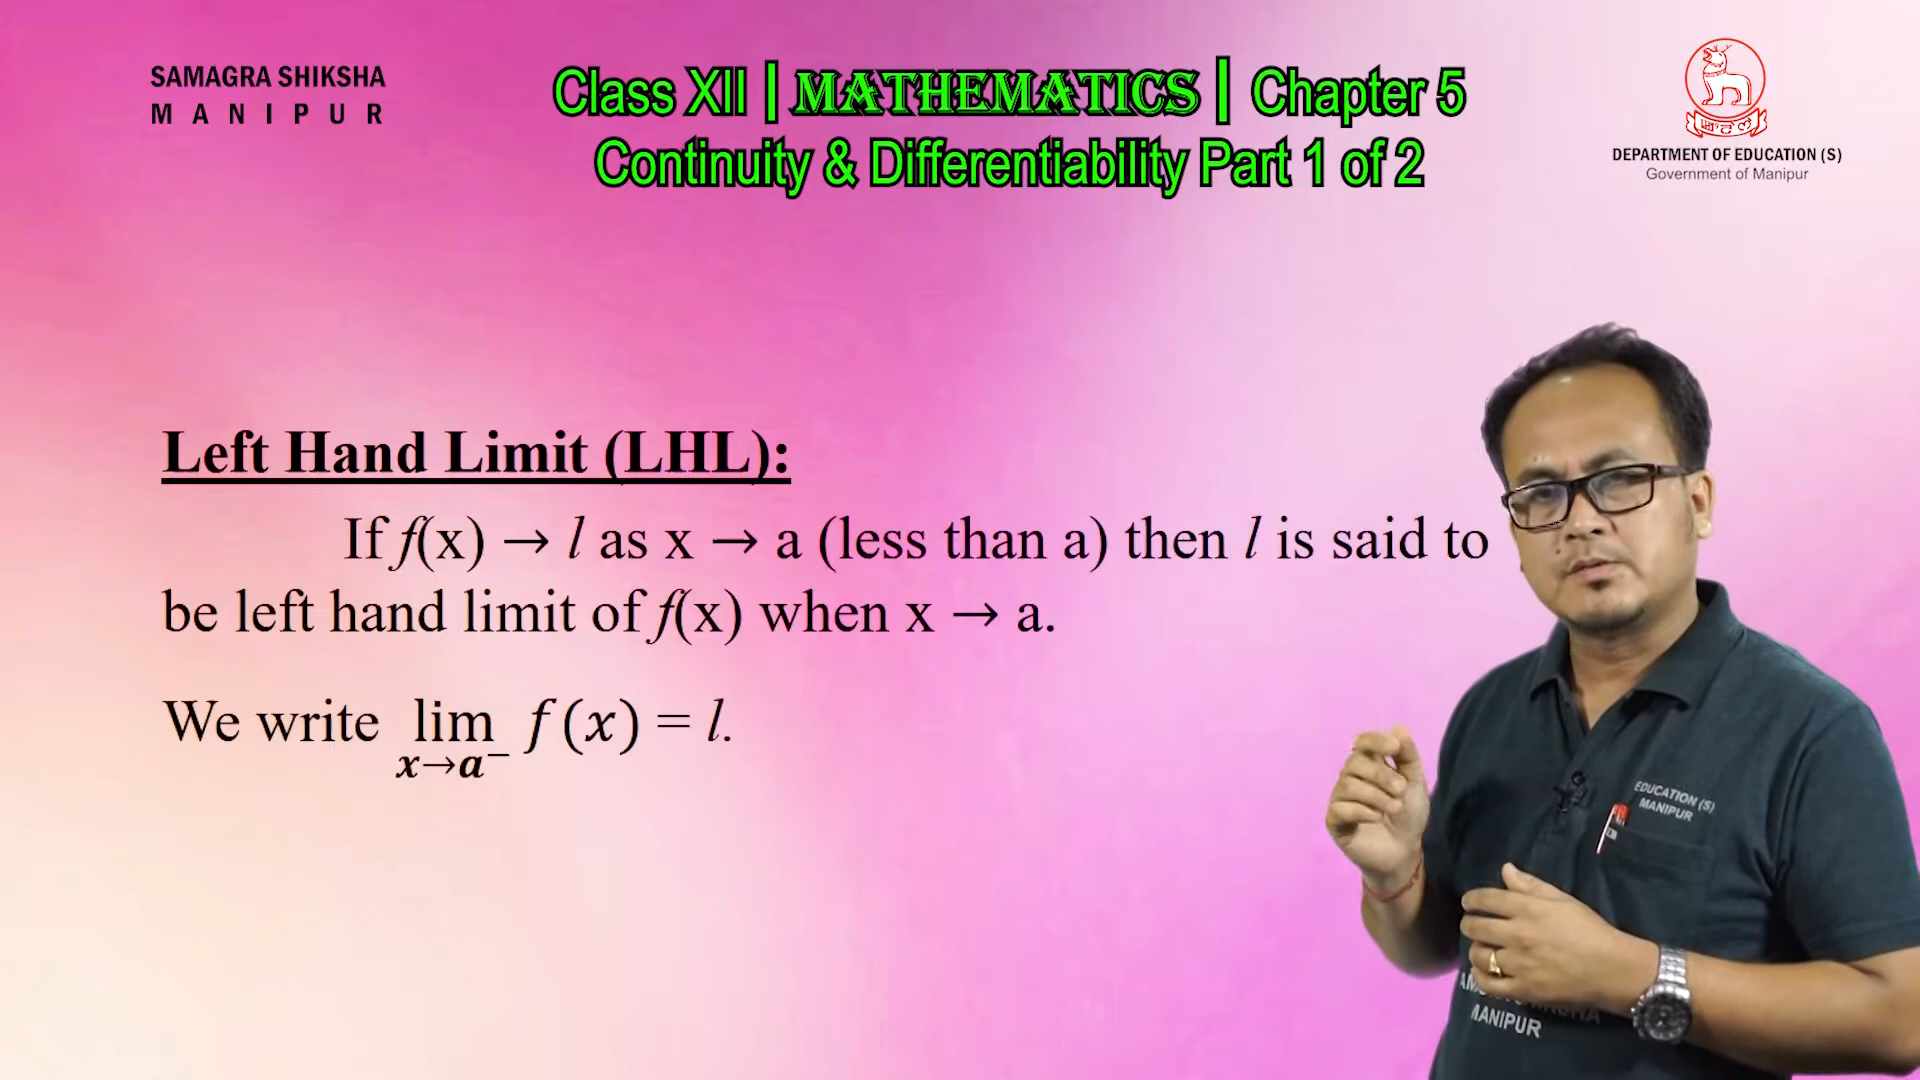 SAMAGRA SHIKSHA
MANIPUR
Class XII | MATHEMATICS | Chapter 5
Continuity & Differentiability Part 1 of 2
DEPARTMENT OF EDUCATION (S)
Government of Manipur
Left Hand Limit (LHL):
If f(x) → l as x → a (less than a) then l is said to
be left hand limit of f(x) when x → a.
We write lim f(x) = l.
x→a⁻
EDUCATION (S)
MANIPUR
MANIPUR